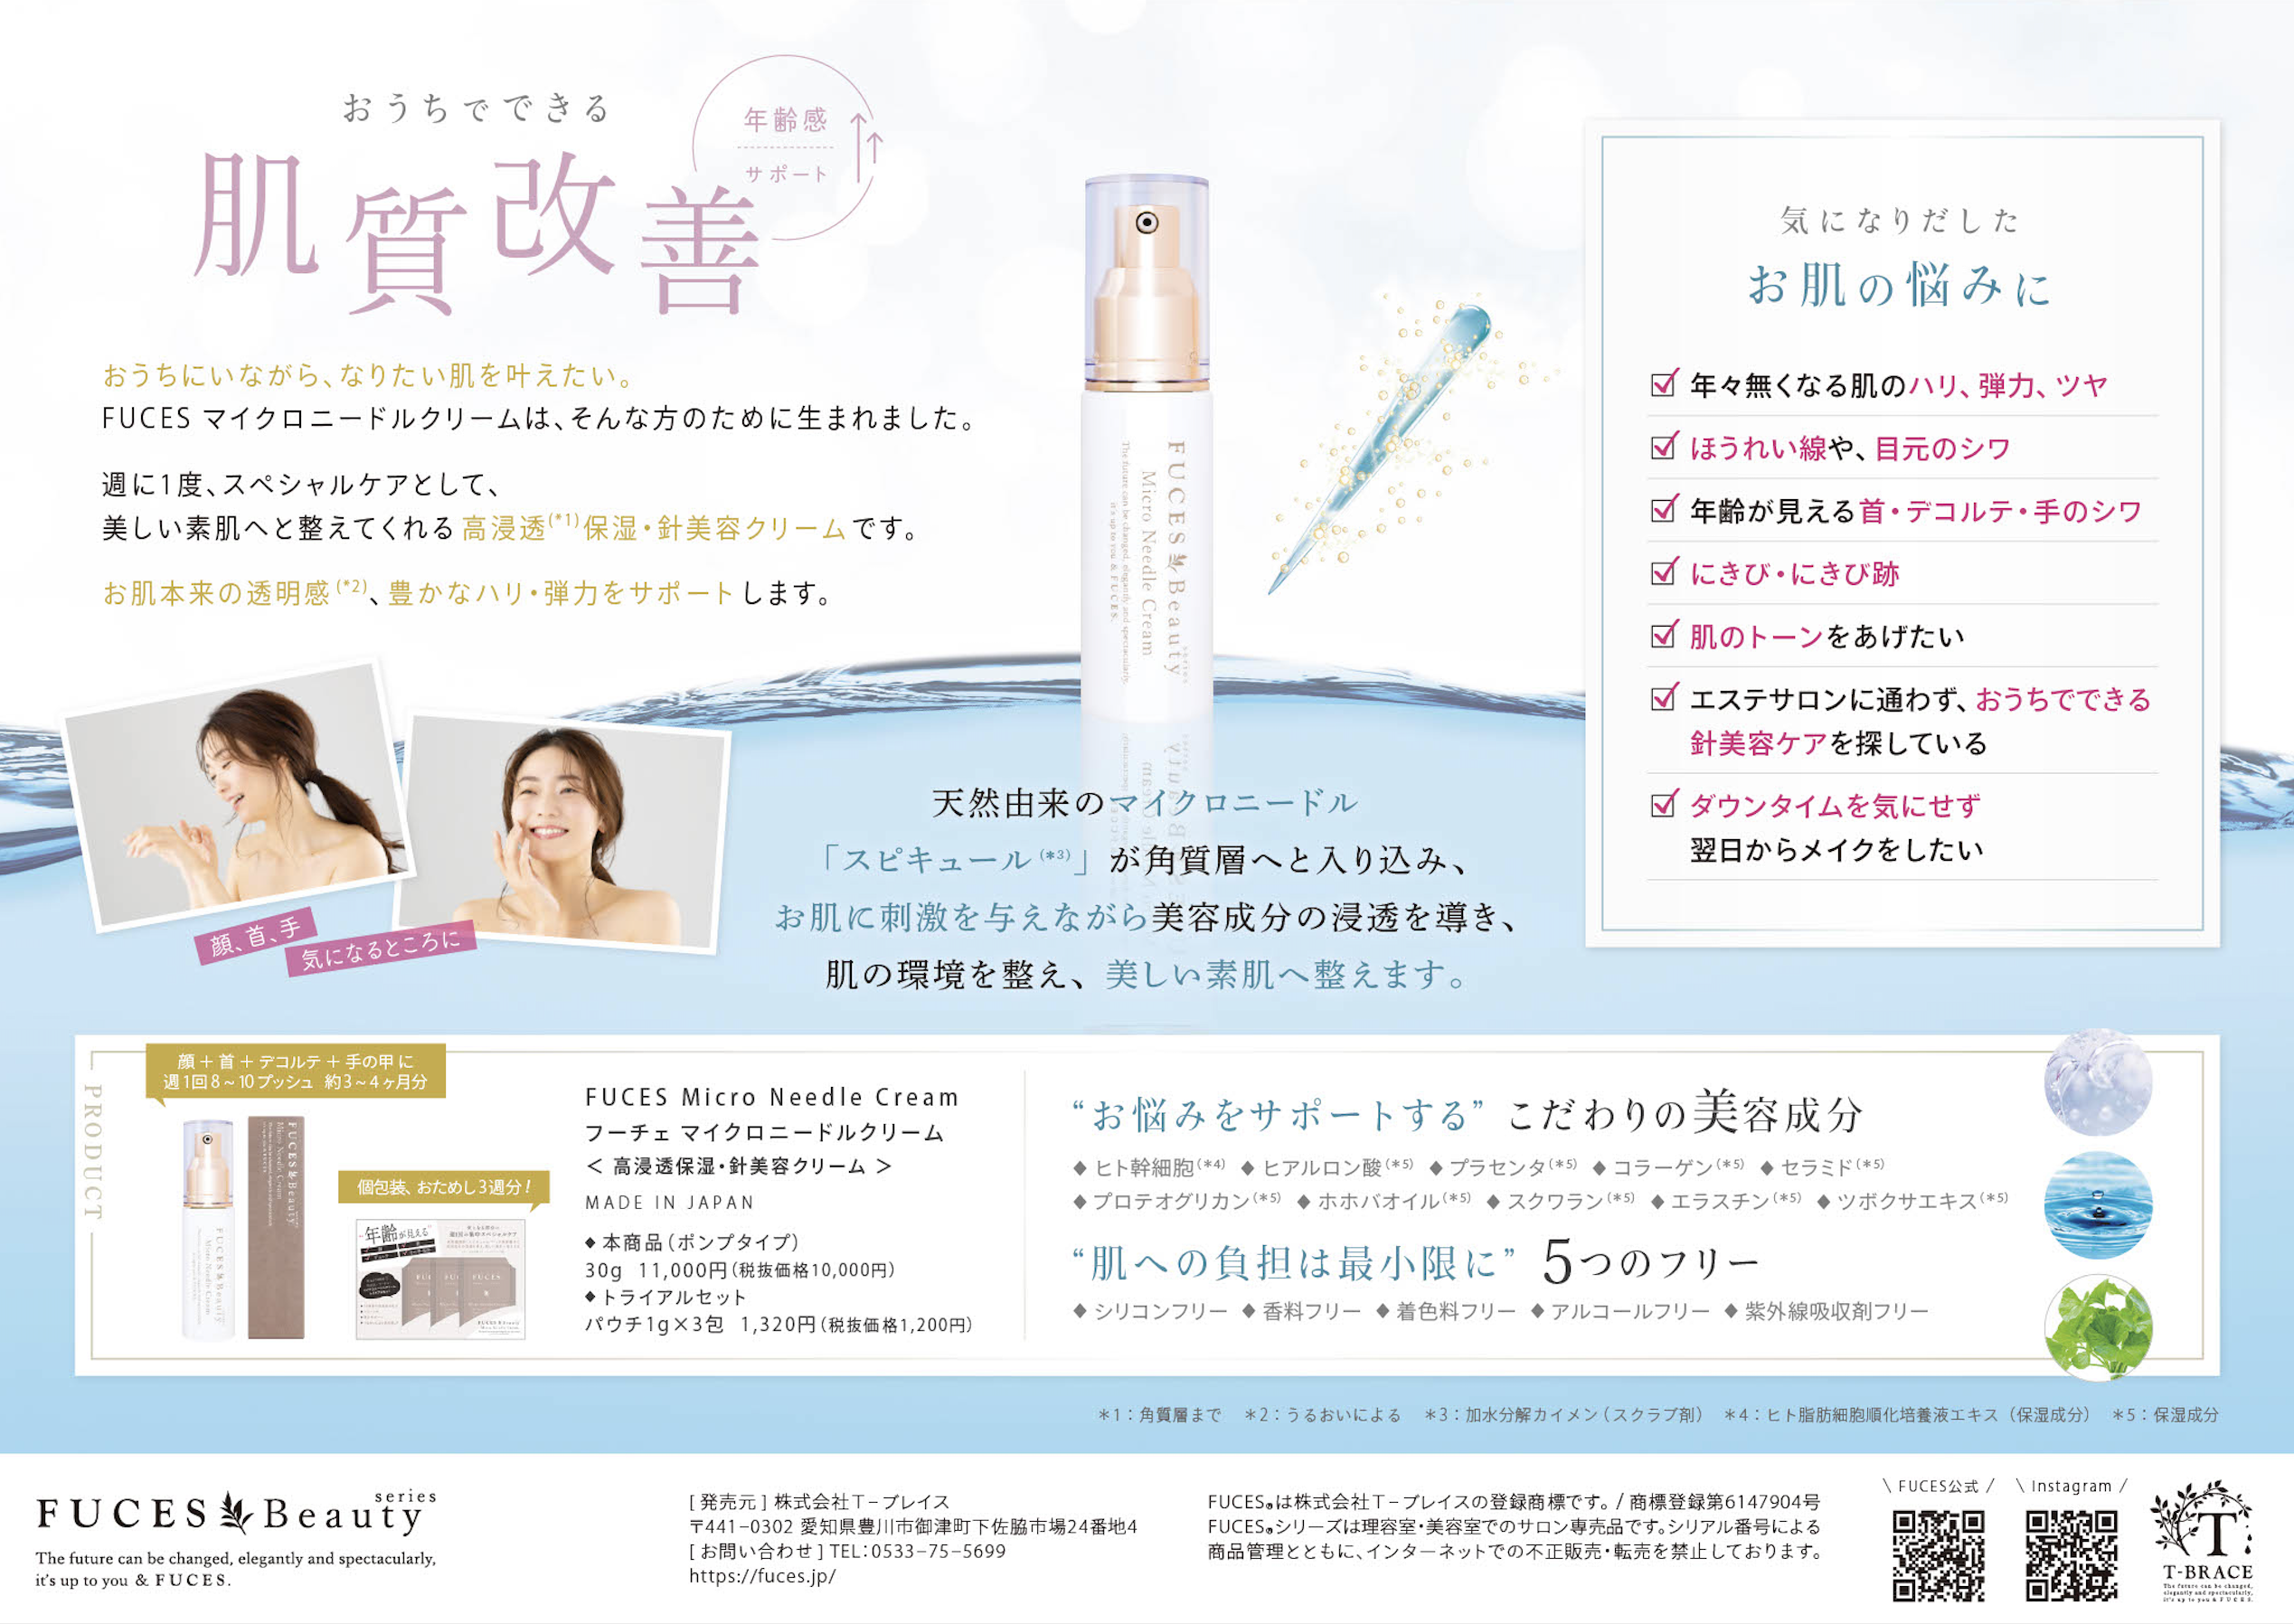 おうちでできる
肌質改善
年齢感
サポート
おうちにいながら、なりたい肌を叶えたい。
FUCES マイクロニードルクリームは、そんな方のために生まれました。
週に1度、スペシャルケアとして、
美しい素肌へと整えてくれる 高浸透(*1)保湿・針美容クリーム です。
お肌本来の透明感(*2)、豊かなハリ・弾力をサポート します。
顔、首、手
気になるところに
FUCES Beauty
series
Micro Needle Cream
The future can be changed, elegantly and spectacularly,
it's up to you & FUCES.
天然由来のマイクロニードル
「スピキュール(*3)」が角質層へと入り込み、
お肌に刺激を与えながら美容成分の浸透を導き、
肌の環境を整え、美しい素肌へ整えます。
気になりだした
お肌の悩みに
年々無くなる肌のハリ、弾力、ツヤ
ほうれい線や、目元のシワ
年齢が見える首・デコルテ・手のシワ
にきび・にきび跡
肌のトーンをあげたい
エステサロンに通わず、おうちでできる
針美容ケアを探している
ダウンタイムを気にせず
翌日からメイクをしたい
PRODUCT
顔 + 首 + デコルテ + 手の甲に
週1回8~10プッシュ 約3~4ヶ月分
FUCES Beauty
Micro Needle Cream
個包装、おためし3週分!
年齢が見える
FUCES
FUCES Micro Needle Cream
フーチェ マイクロニードルクリーム
< 高浸透保湿・針美容クリーム >
MADE IN JAPAN
◆本商品(ポンプタイプ)
30g 11,000円(税抜価格10,000円)
◆トライアルセット
パウチ1g×3包 1,320円(税抜価格1,200円)
“お悩みをサポートする” こだわりの美容成分
◆ ヒト幹細胞(*4) ◆ ヒアルロン酸(*5) ◆ プラセンタ(*5) ◆ コラーゲン(*5) ◆ セラミド(*5)
◆ プロテオグリカン(*5) ◆ ホホバオイル(*5) ◆ スクワラン(*5) ◆ エラスチン(*5) ◆ ツボクサエキス(*5)
“肌への負担は最小限に” 5つのフリー
◆ シリコンフリー ◆ 香料フリー ◆ 着色料フリー ◆ アルコールフリー ◆ 紫外線吸収剤フリー
*1:角質層まで *2:うるおいによる *3:加水分解カイメン(スクラブ剤) *4:ヒト脂肪細胞順化培養液エキス(保湿成分) *5:保湿成分
FUCES Beauty series
The future can be changed, elegantly and spectacularly,
it's up to you & FUCES.
[ 発売元 ] 株式会社T-ブレイス
〒441-0302 愛知県豊川市御津町下佐脇市場24番地4
[ お問い合わせ ] TEL:0533-75-5699
https://fuces.jp/
FUCES®は株式会社T-ブレイスの登録商標です。/ 商標登録第6147904号
FUCES®シリーズは理容室・美容室でのサロン専売品です。シリアル番号による
商品管理とともに、インターネットでの不正販売・転売を禁止しております。
\ FUCES公式 /
\ Instagram /
T
T-BRACE
The future can be changed,
elegantly and spectacularly,
it's up to you & FUCES.